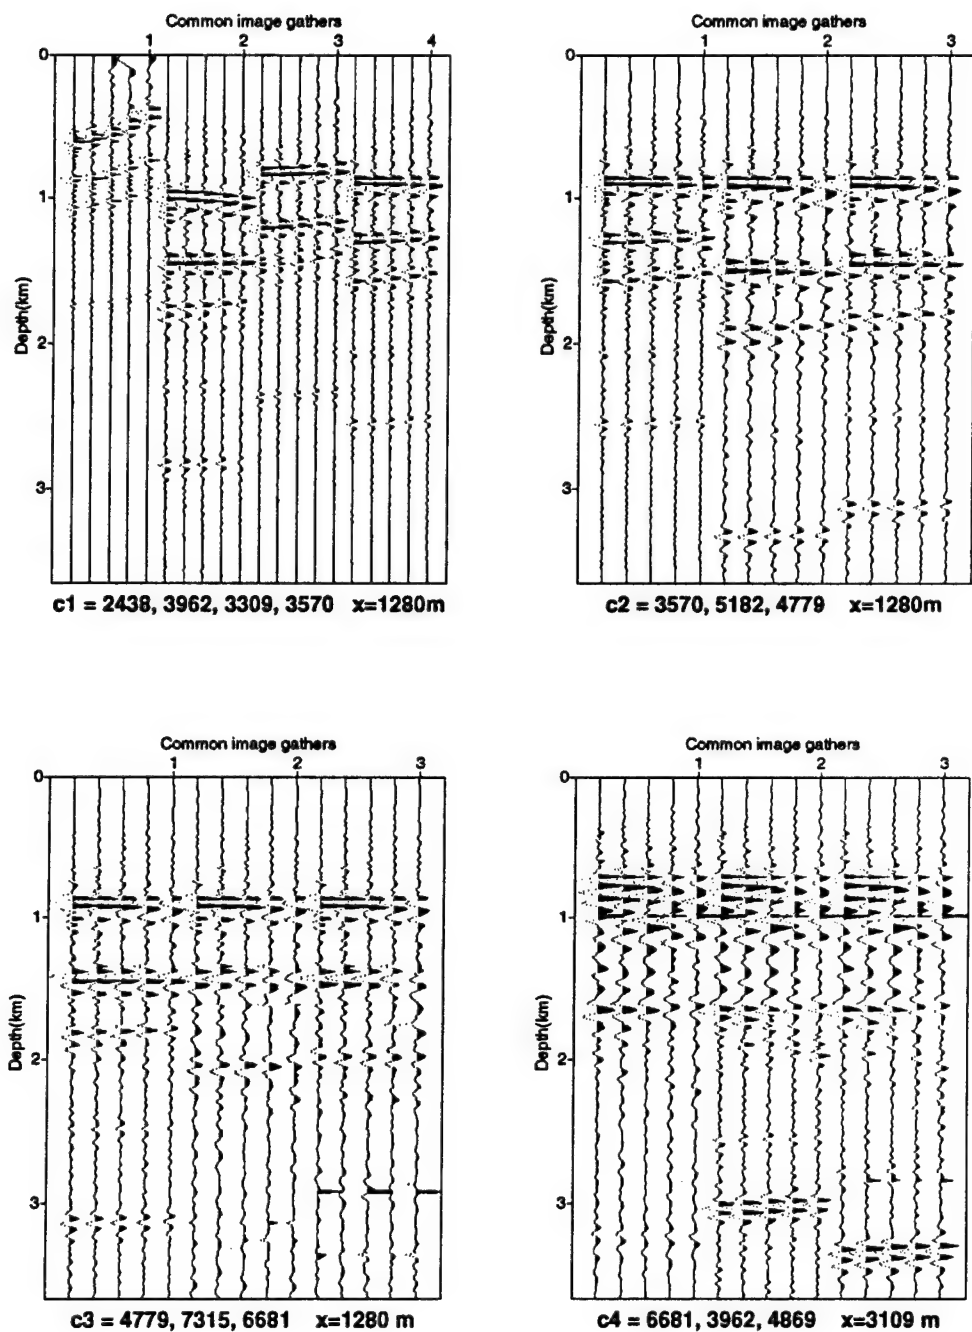 Common image gathers
1 2 3 4
0
1
2
3
Depth(km)
c1 = 2438, 3962, 3309, 3570 x=1280m
Common image gathers
1 2 3
0
1
2
3
Depth(km)
c2 = 3570, 5182, 4779 x=1280m
Common image gathers
1 2 3
0
1
2
3
Depth(km)
c3 = 4779, 7315, 6681 x=1280 m
Common image gathers
1 2 3
0
1
2
3
Depth(km)
c4 = 6681, 3962, 4869 x=3109 m